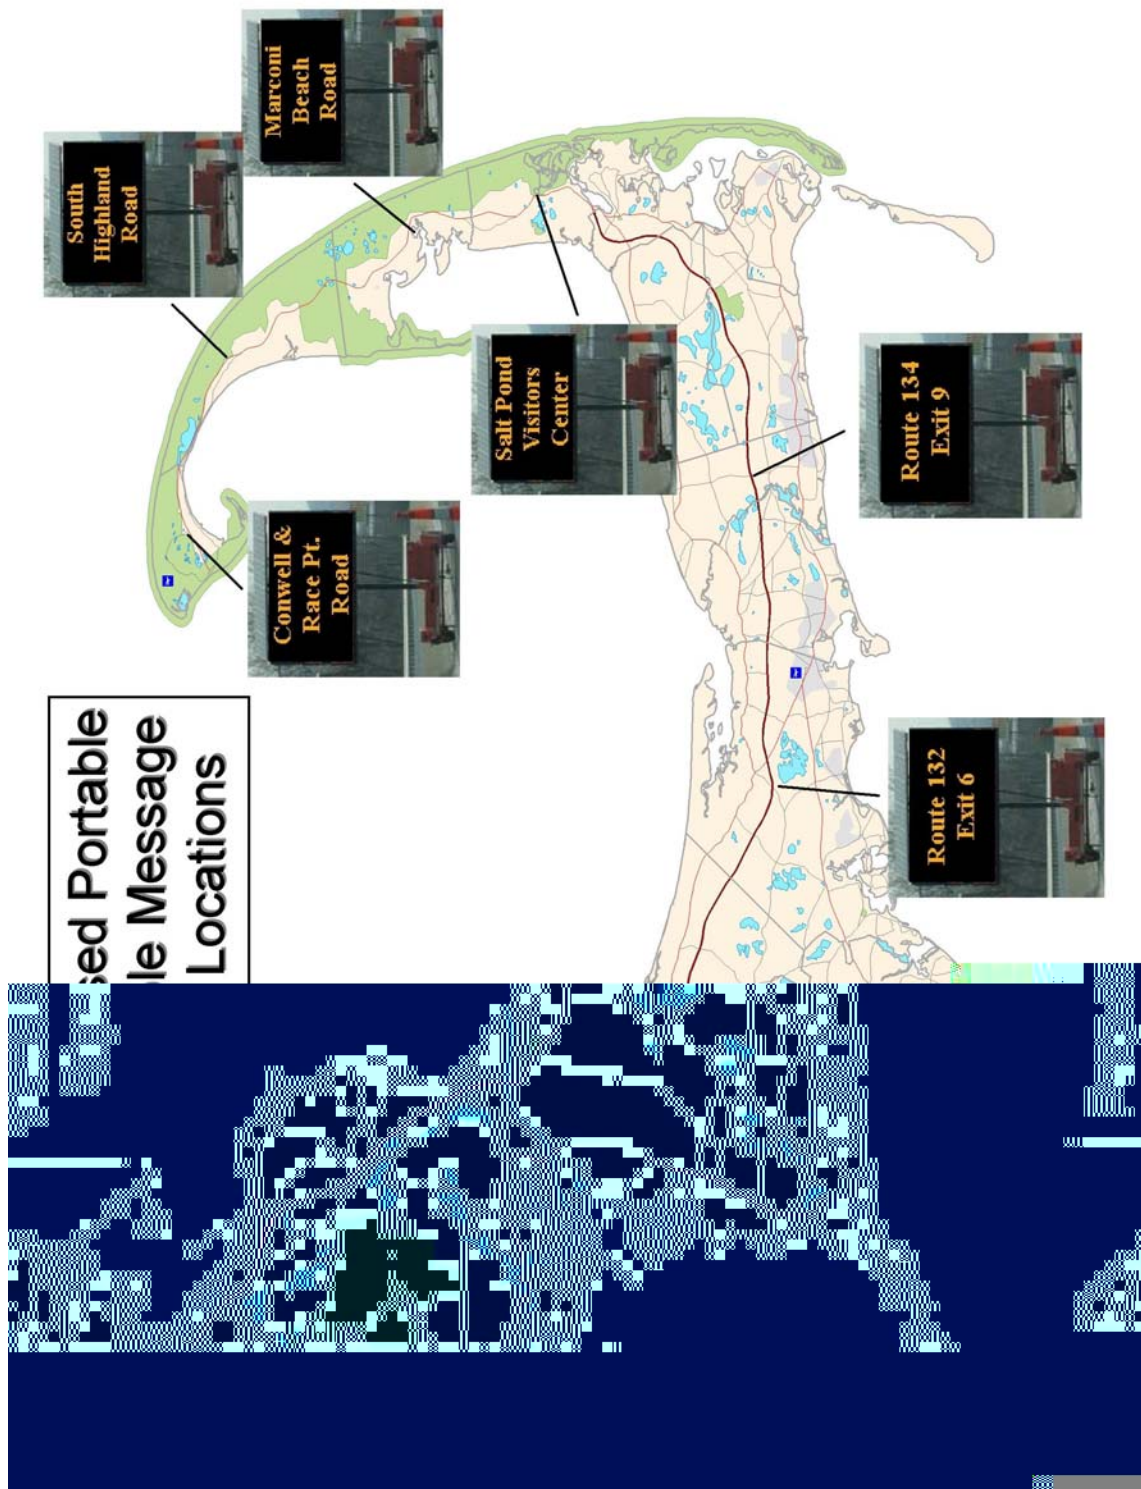 sed Portable
le Message
Locations
South
Highland
Road
Conwell &
Race Pt.
Road
Marconi
Beach
Road
Salt Pond
Visitors
Center
Route 134
Exit 9
Route 132
Exit 6